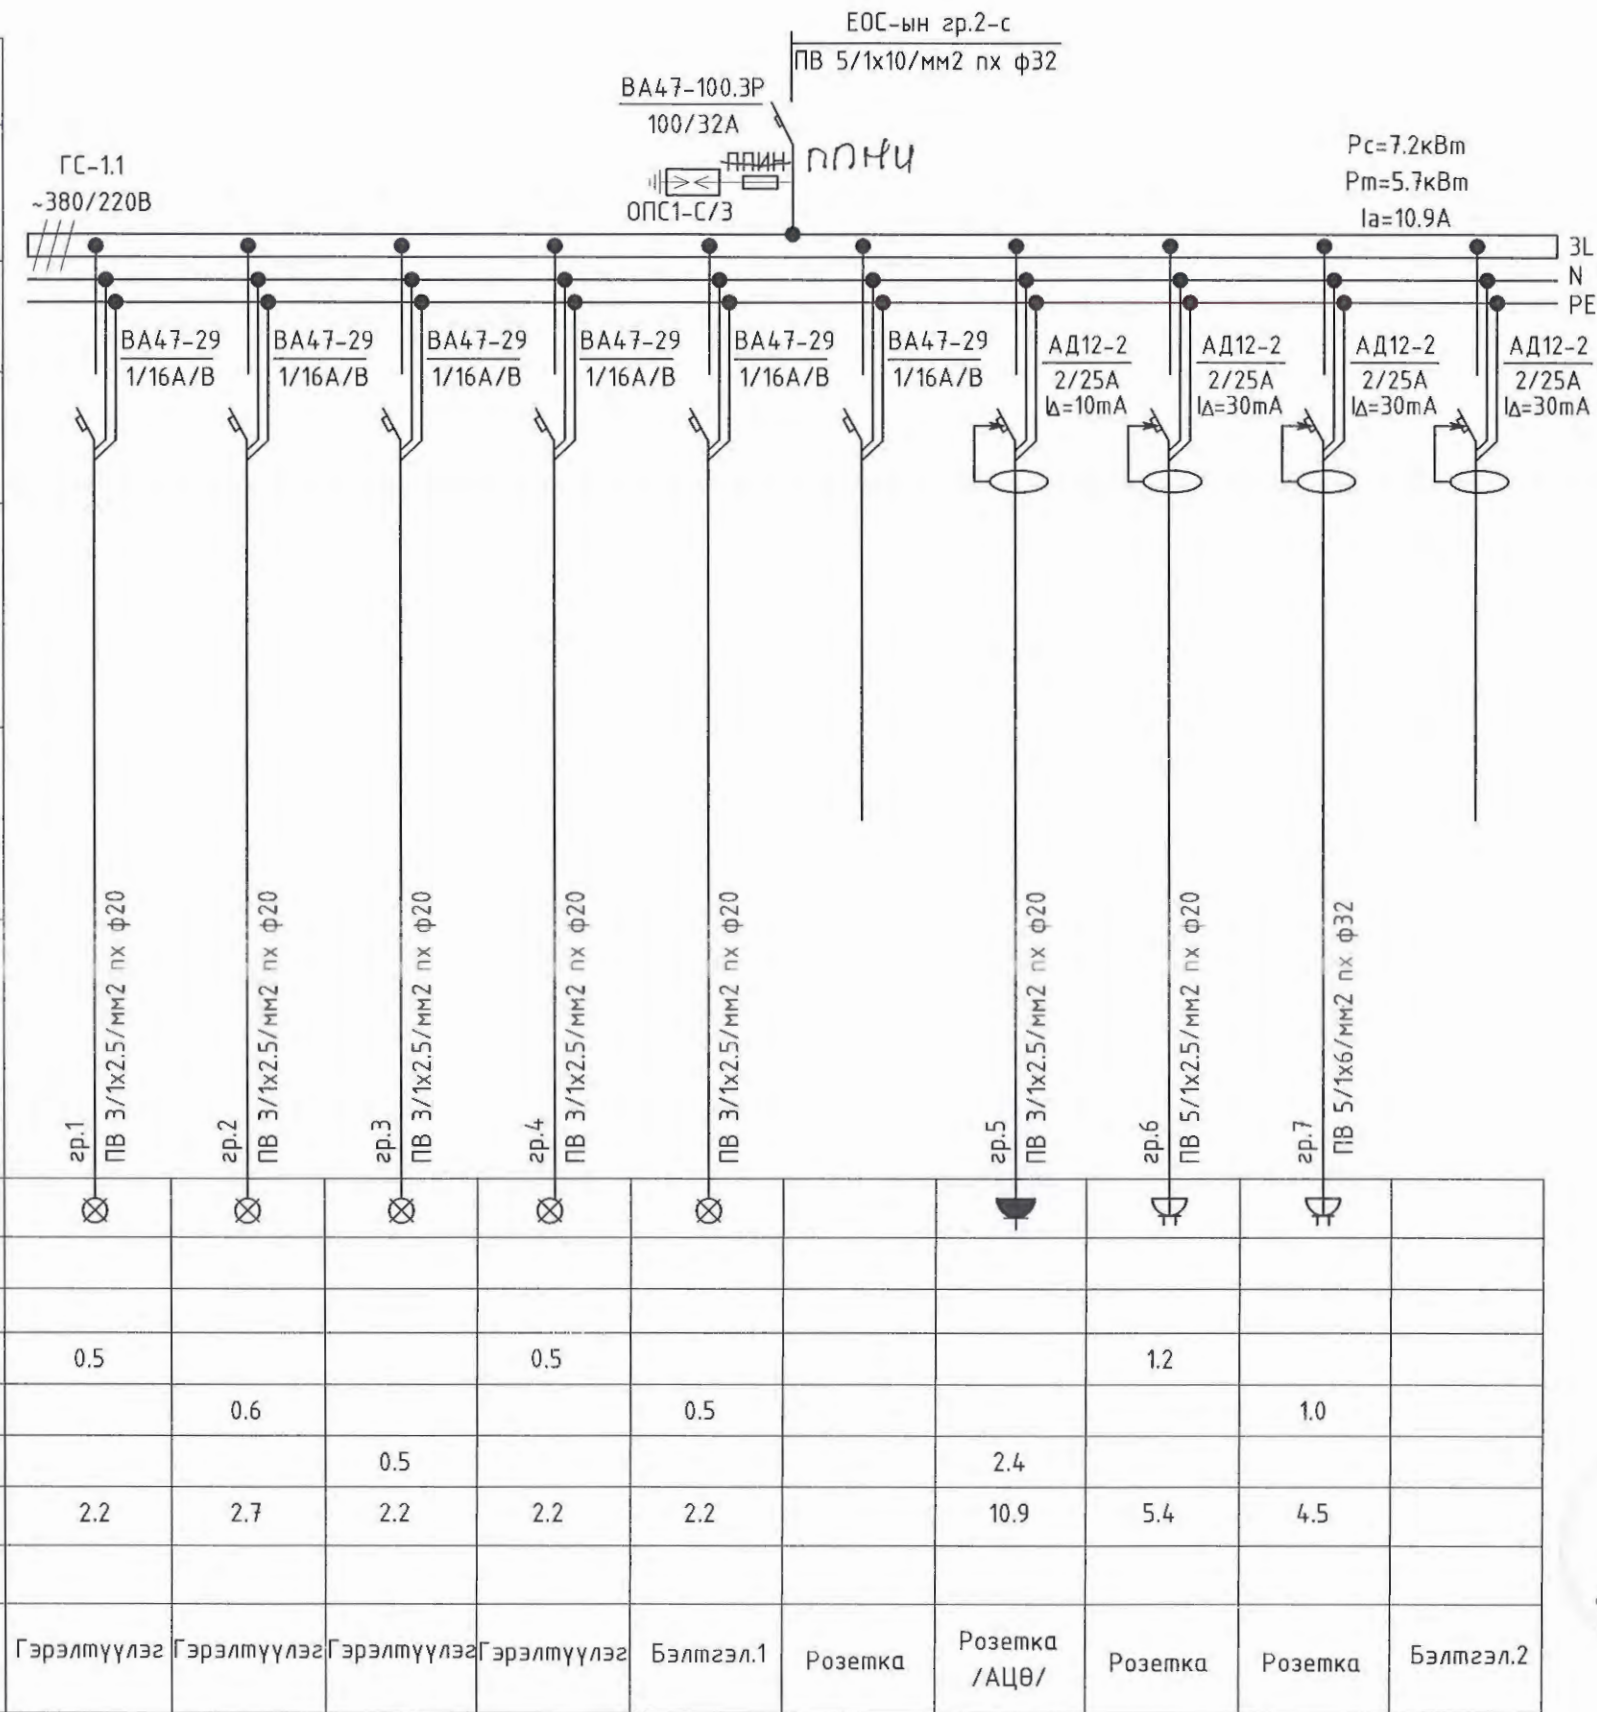 ЕОС-ын гр.2-с
ПВ 5/1x10/мм2 пх ф32
ВА47-100.3Р
100/32А
ППИН
ППНИ
ОПС1-С/3
ГС-1.1
~380/220В
Рс=7.2кВт
Рт=5.7кВт
Iа=10.9А
3L
N
PE
ВА47-29
1/16А/В
ВА47-29
1/16А/В
ВА47-29
1/16А/В
ВА47-29
1/16А/В
ВА47-29
1/16А/В
ВА47-29
1/16А/В
АД12-2
2/25А
IΔ=10mA
АД12-2
2/25А
IΔ=30mA
АД12-2
2/25А
IΔ=30mA
АД12-2
2/25А
IΔ=30mA
гр.1
ПВ 3/1x2.5/мм2 пх ф20
гр.2
ПВ 3/1x2.5/мм2 пх ф20
гр.3
ПВ 3/1x2.5/мм2 пх ф20
гр.4
ПВ 3/1x2.5/мм2 пх ф20
ПВ 3/1x2.5/мм2 пх ф20
гр.5
ПВ 3/1x2.5/мм2 пх ф20
гр.6
ПВ 5/1x2.5/мм2 пх ф20
гр.7
ПВ 5/1x6/мм2 пх ф32
0.5 0.5 1.2
0.6 0.5 1.0
0.5 2.4
2.2 2.7 2.2 2.2 2.2 10.9 5.4 4.5
Гэрэлтүүлэг Гэрэлтүүлэг Гэрэлтүүлэг Гэрэлтүүлэг Бэлтгэл.1 Розетка Розетка /АЦӨ/ Розетка Розетка Бэлтгэл.2